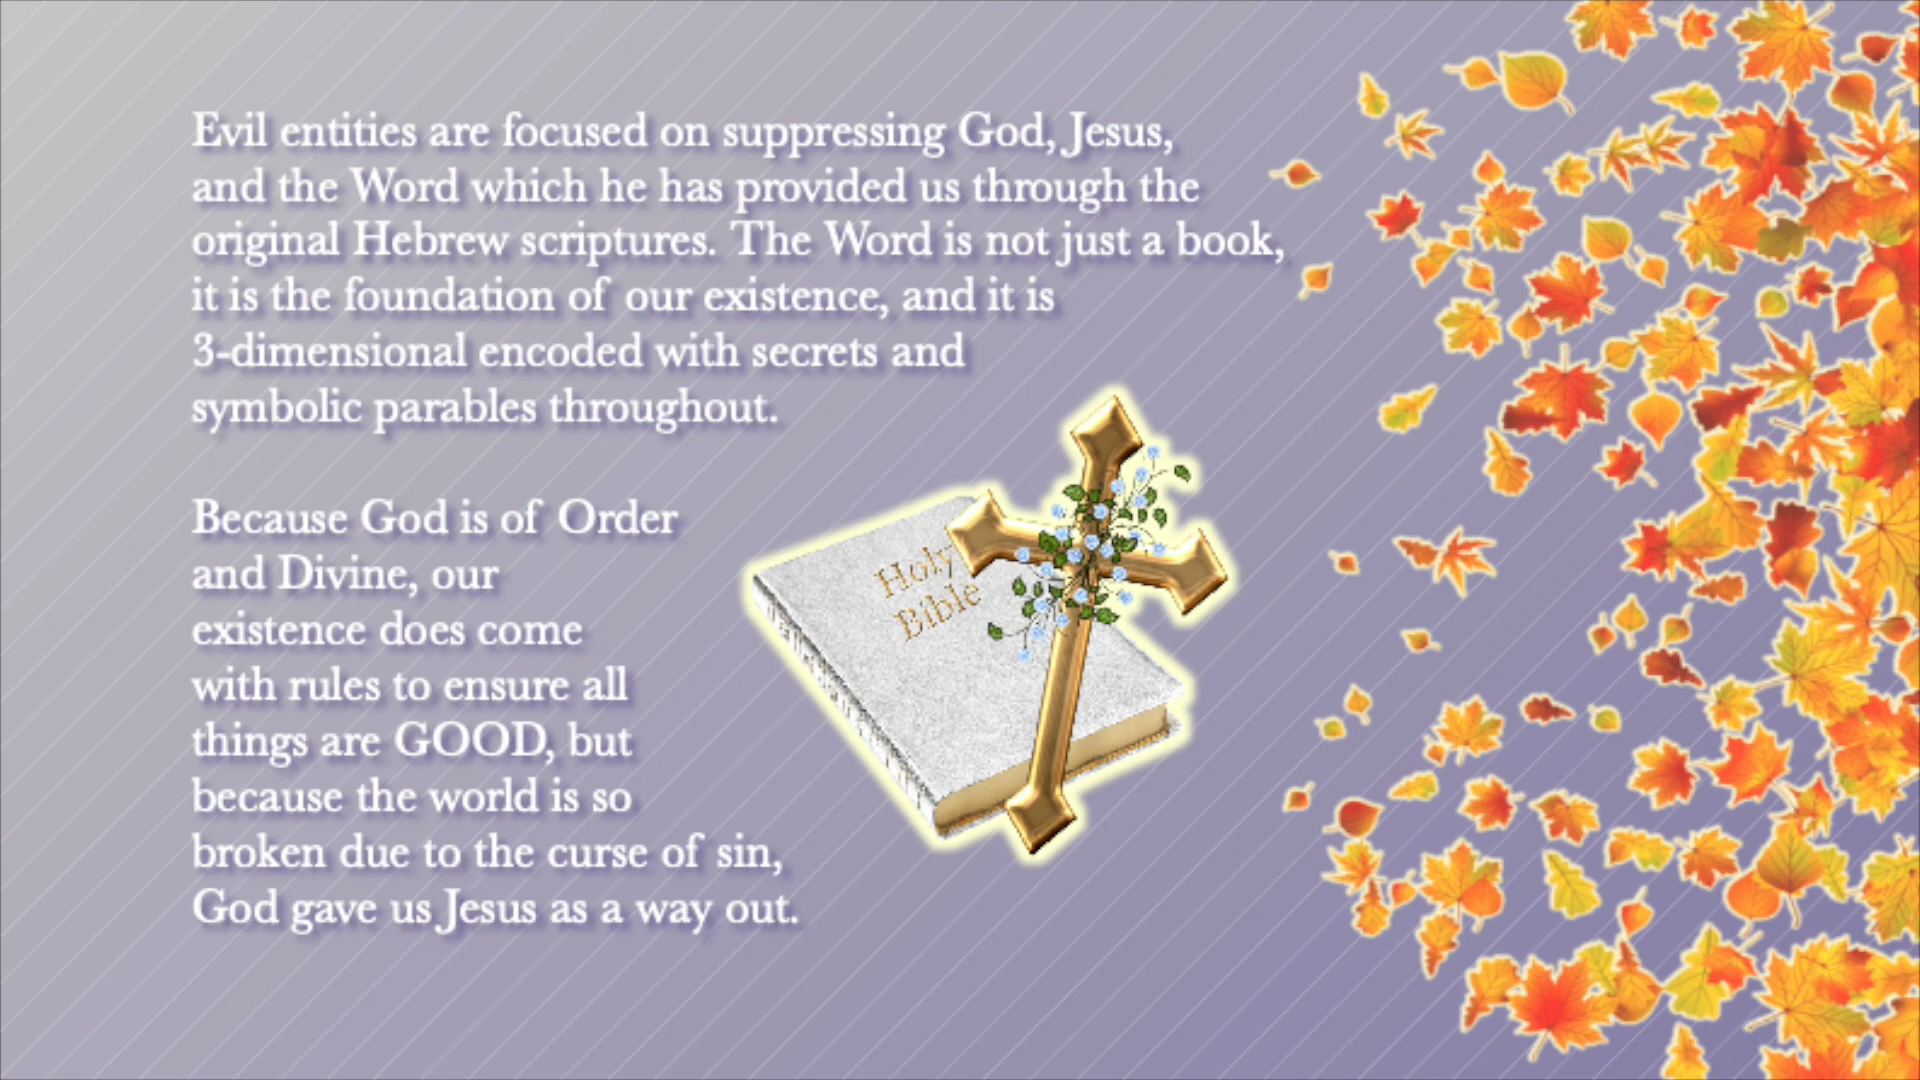 Evil entities are focused on suppressing God, Jesus,
and the Word which he has provided us through the
original Hebrew scriptures. The Word is not just a book,
it is the foundation of our existence, and it is
3-dimensional encoded with secrets and
symbolic parables throughout.
Because God is of Order
and Divine, our
existence does come
with rules to ensure all
things are GOOD, but
because the world is so
broken due to the curse of sin,
God gave us Jesus as a way out.
Holy
Bible